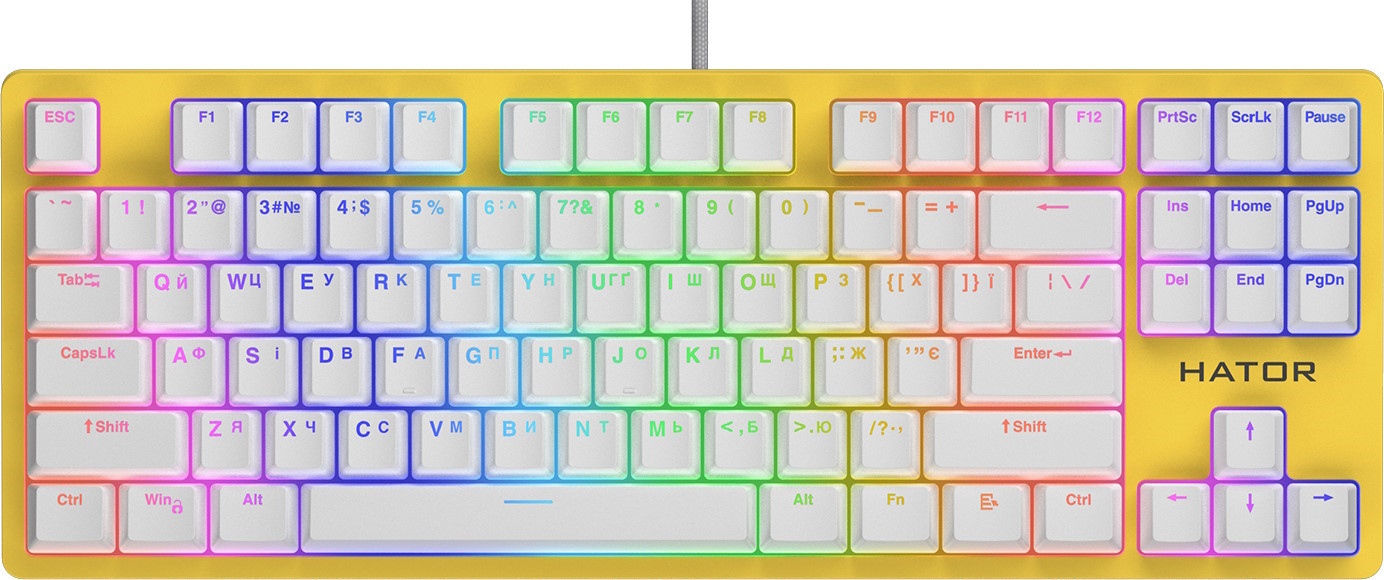 ESC F1 F2 F3 F4 F5 F6 F7 F8 F9 F10 F11 F12 PrtSc ScrLk Pause
` ~ 1 ! 2 " @ 3 # № 4 ; $ 5 % 6 : ^ 7 ? & 8 * 9 ( 0 ) - _ = + ← Ins Home PgUp
Tab Q Й W Ц E У R К T Е Y Н U Г Ґ I Ш O Щ P З { [ Х ] } Ї ¦ \ / Del End PgDn
CapsLk A Ф S І D В F А G П H Р J О K Л L Д ; : Ж ' " Є Enter ↵
HATOR
↑ Shift Z Я X Ч C С V М B И N Т M Ь < , Б > . Ю / ? . , ↑ Shift ↑
Ctrl Win Alt Alt Fn Ctrl ← ↓ →